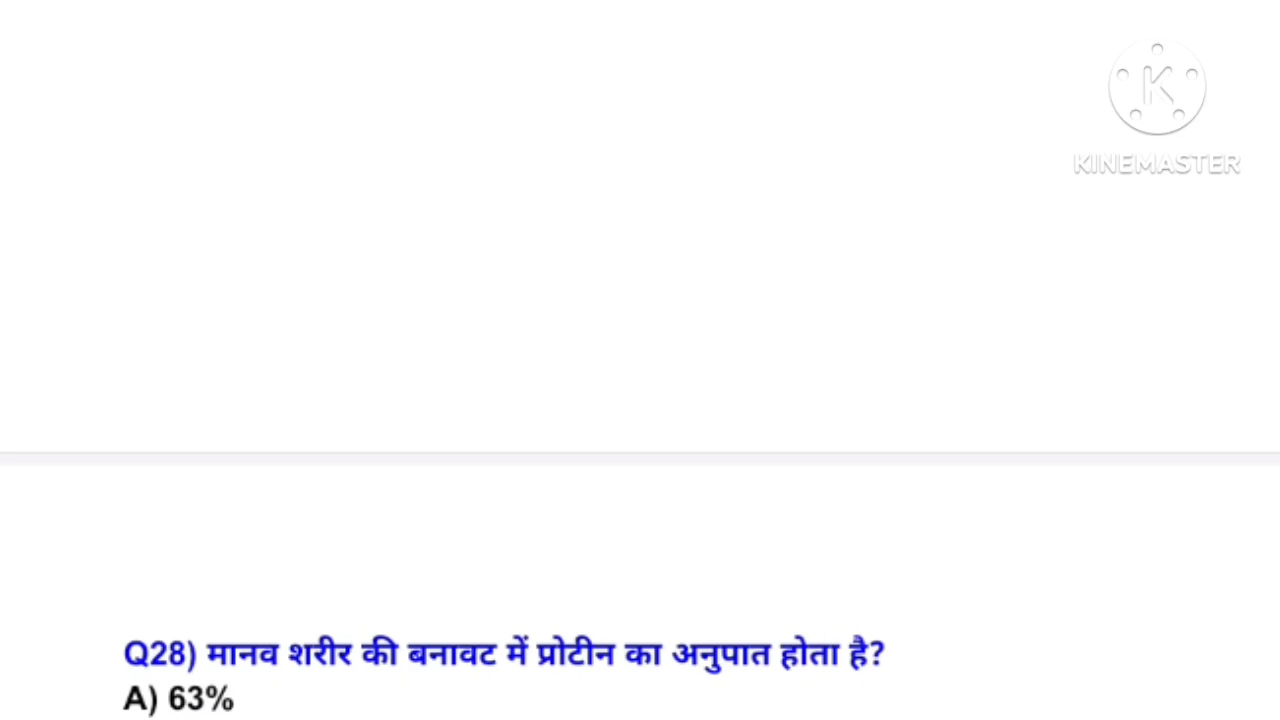 K
KINEMASTER
Q28) मानव शरीर की बनावट में प्रोटीन का अनुपात होता है?
A) 63%